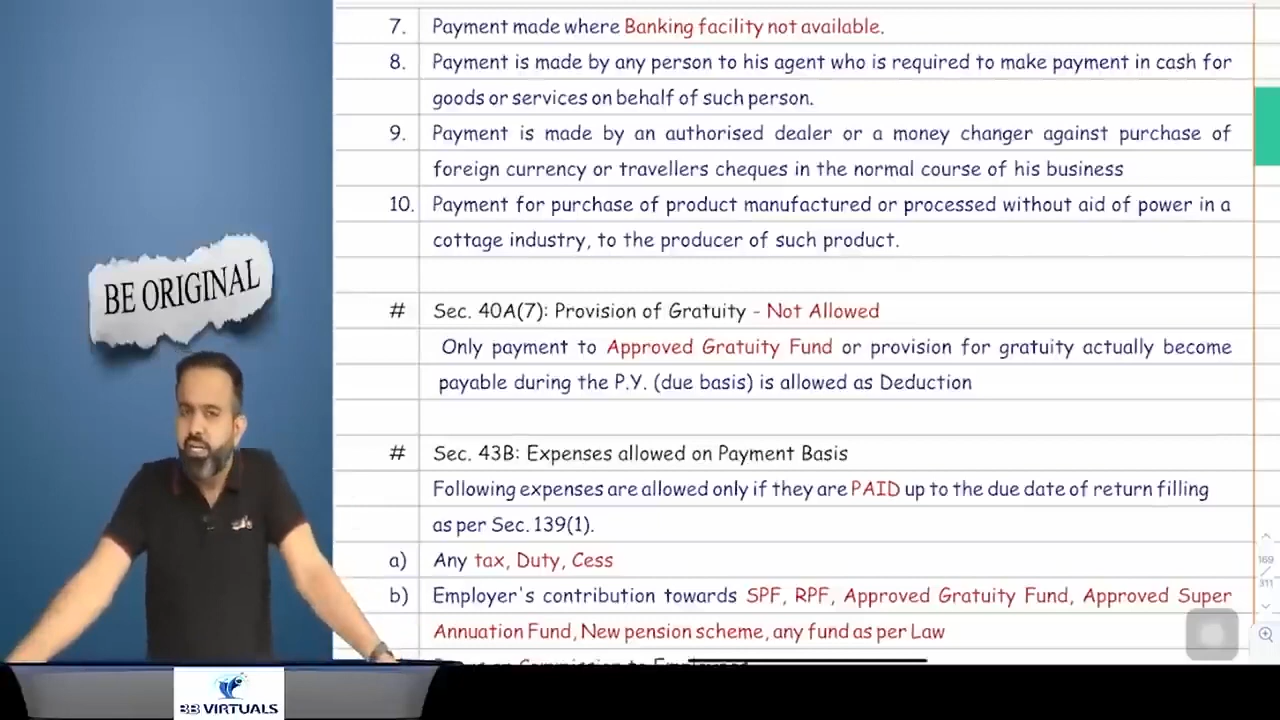 7. Payment made where Banking facility not available.
8. Payment is made by any person to his agent who is required to make payment in cash for
goods or services on behalf of such person.
9. Payment is made by an authorised dealer or a money changer against purchase of
foreign currency or travellers cheques in the normal course of his business
10. Payment for purchase of product manufactured or processed without aid of power in a
cottage industry, to the producer of such product.
BE ORIGINAL
# Sec. 40A(7): Provision of Gratuity - Not Allowed
Only payment to Approved Gratuity Fund or provision for gratuity actually become
payable during the P.Y. (due basis) is allowed as Deduction
# Sec. 43B: Expenses allowed on Payment Basis
Following expenses are allowed only if they are PAID up to the due date of return filling
as per Sec. 139(1).
a) Any tax, Duty, Cess
b) Employer's contribution towards SPF, RPF, Approved Gratuity Fund, Approved Super
Annuation Fund, New pension scheme, any fund as per Law
169
311
BB VIRTUALS